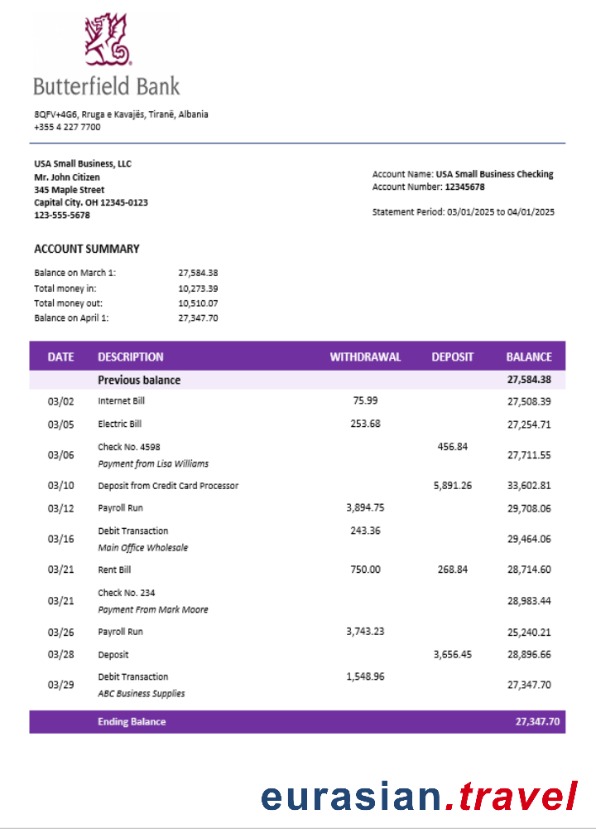 Butterfield Bank
8QFV+4G6, Rruga e Kavajës, Tiranë, Albania
+355 4 227 7700
USA Small Business, LLC
Mr. John Citizen
345 Maple Street
Capital City. OH 12345-0123
123-555-5678
Account Name: USA Small Business Checking
Account Number: 12345678
Statement Period: 03/01/2025 to 04/01/2025
ACCOUNT SUMMARY
Balance on March 1: 27,584.38
Total money in: 10,273.39
Total money out: 10,510.07
Balance on April 1: 27,347.70
DATE DESCRIPTION WITHDRAWAL DEPOSIT BALANCE
Previous balance 27,584.38
03/02 Internet Bill 75.99 27,508.39
03/05 Electric Bill 253.68 27,254.71
03/06 Check No. 4598 456.84 27,711.55
Payment from Lisa Williams
03/10 Deposit from Credit Card Processor 5,891.26 33,602.81
03/12 Payroll Run 3,894.75 29,708.06
03/16 Debit Transaction 243.36 29,464.06
Main Office Wholesale
03/21 Rent Bill 750.00 268.84 28,714.60
03/21 Check No. 234 28,983.44
Payment From Mark Moore
03/26 Payroll Run 3,743.23 25,240.21
03/28 Deposit 3,656.45 28,896.66
03/29 Debit Transaction 1,548.96 27,347.70
ABC Business Supplies
Ending Balance 27,347.70
eurasian.travel